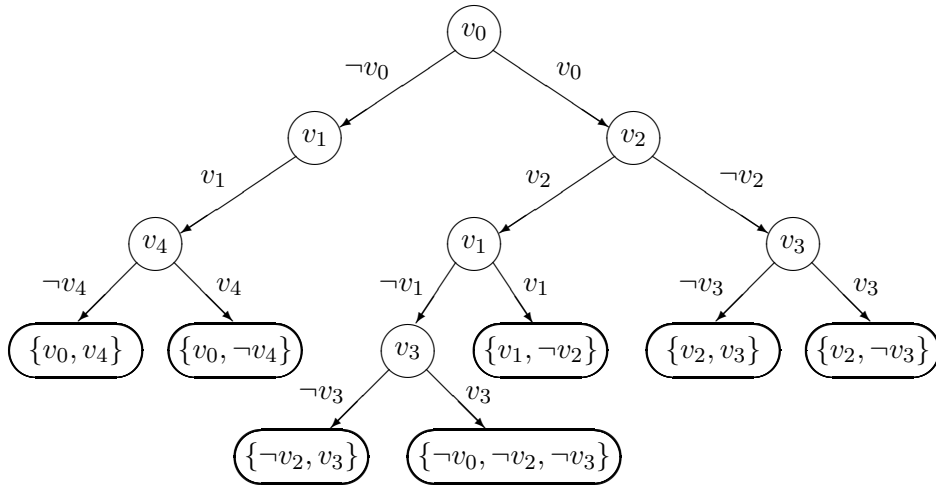 v₀
¬v₀ v₀
v₁ v₂
v₁ v₂ ¬v₂
v₄ v₁ v₃
¬v₄ v₄ ¬v₁ v₁ ¬v₃ v₃
{v₀, v₄} {v₀, ¬v₄} v₃ {v₁, ¬v₂} {v₂, v₃} {v₂, ¬v₃}
¬v₃ v₃
{¬v₂, v₃} {¬v₀, ¬v₂, ¬v₃}